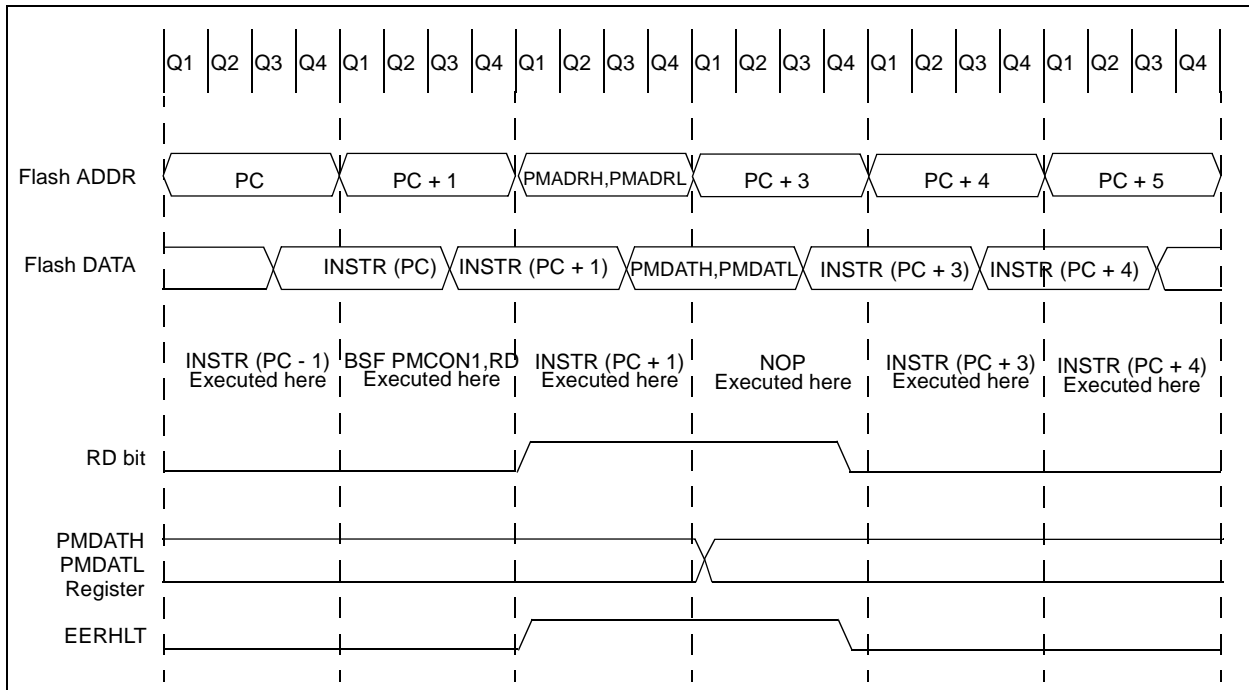 Q1 Q2 Q3 Q4 Q1 Q2 Q3 Q4 Q1 Q2 Q3 Q4 Q1 Q2 Q3 Q4 Q1 Q2 Q3 Q4 Q1 Q2 Q3 Q4
Flash ADDR PC PC + 1 PMADRH,PMADRL PC + 3 PC + 4 PC + 5
Flash DATA INSTR (PC) INSTR (PC + 1) PMDATH,PMDATL INSTR (PC + 3) INSTR (PC + 4)
INSTR (PC - 1) BSF PMCON1,RD INSTR (PC + 1) NOP INSTR (PC + 3) INSTR (PC + 4)
Executed here Executed here Executed here Executed here Executed here Executed here
RD bit
PMDATH
PMDATL
Register
EERHLT